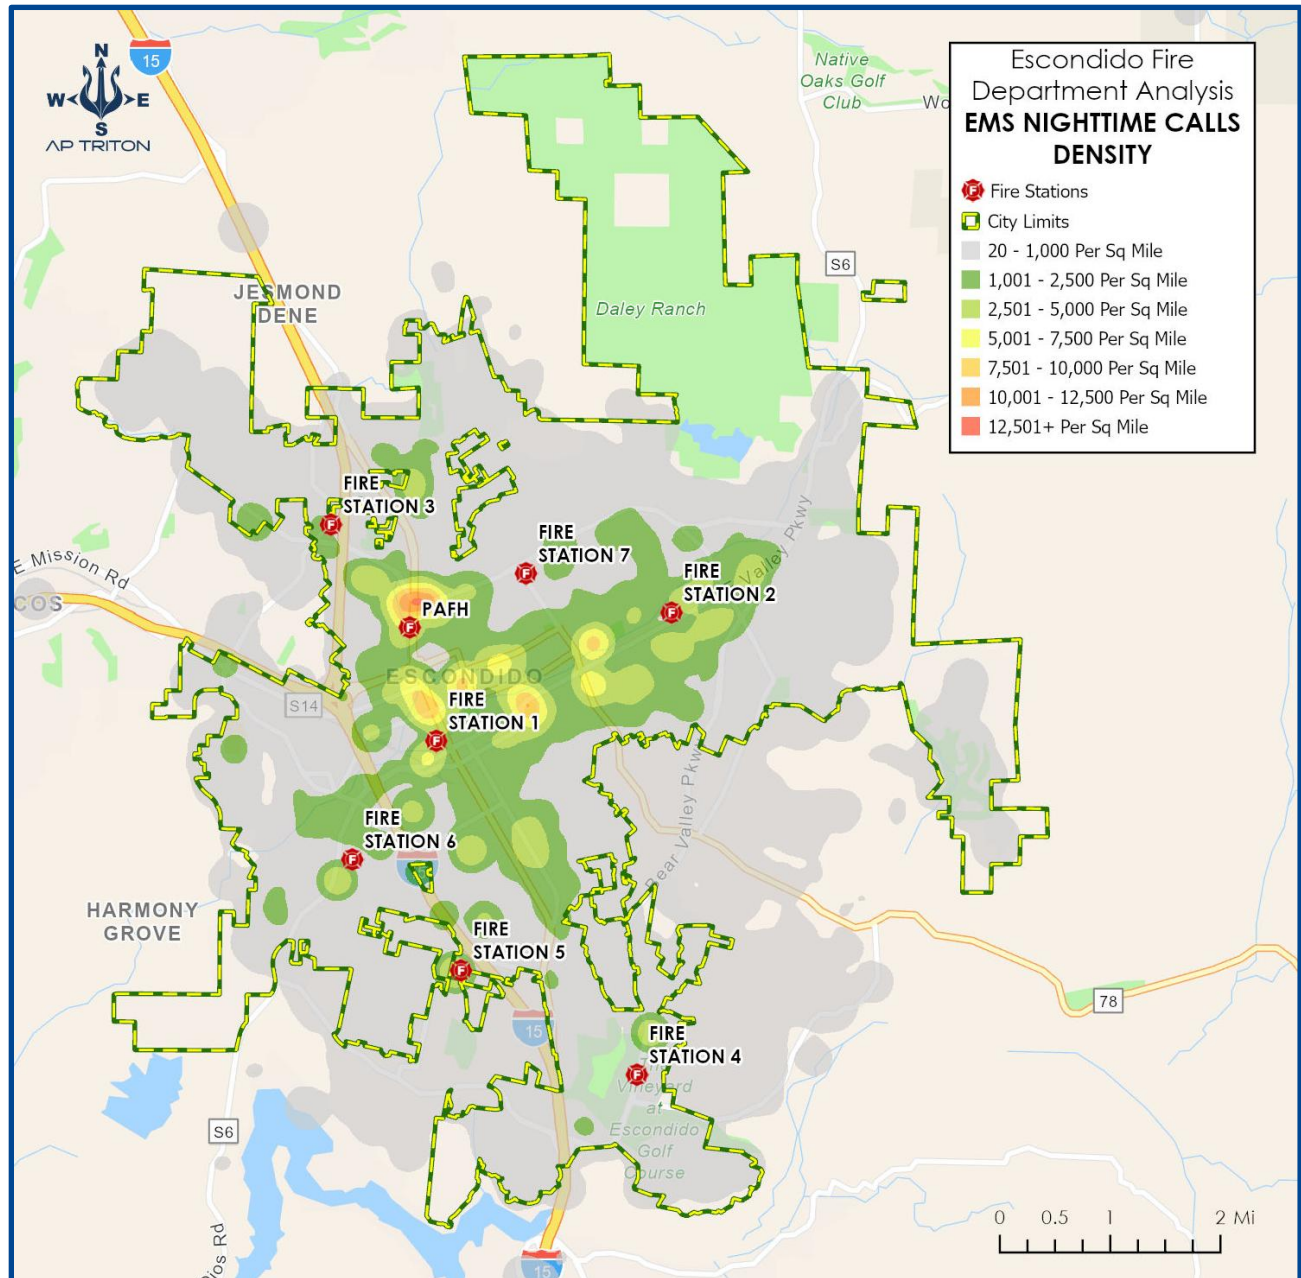 N
W E
S
AP TRITON
15
Native
Oaks Golf
Club
Wo
Escondido Fire
Department Analysis
EMS NIGHTTIME CALLS
DENSITY
F Fire Stations
City Limits
20 - 1,000 Per Sq Mile
1,001 - 2,500 Per Sq Mile
2,501 - 5,000 Per Sq Mile
5,001 - 7,500 Per Sq Mile
7,501 - 10,000 Per Sq Mile
10,001 - 12,500 Per Sq Mile
12,501+ Per Sq Mile
S6
JESMOND
DENE
Daley Ranch
FIRE
STATION 3
F
FIRE
STATION 7
F
E Valley Pkwy
FIRE
STATION 2
F
E Mission Rd
COS
PAFH
F
ESCONDIDO
S14
FIRE
STATION 1
F
Bear Valley Pkwy
FIRE
STATION 6
F
HARMONY
GROVE
FIRE
STATION 5
F
78
15
FIRE
STATION 4
F
Vineyard
at
Escondido
Golf
Course
S6
0 0.5 1 2 Mi
15